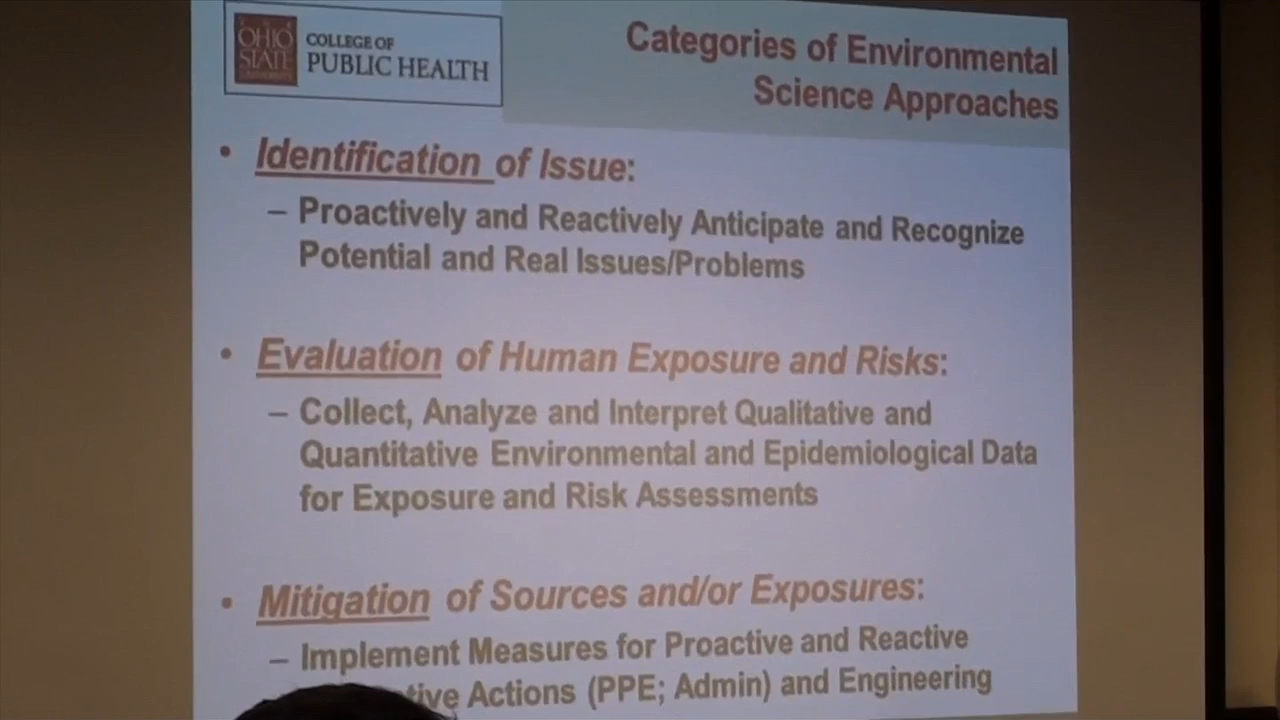 THE
OHIO
STATE
UNIVERSITY
COLLEGE OF
PUBLIC HEALTH
Categories of Environmental
Science Approaches
• Identification of Issue:
– Proactively and Reactively Anticipate and Recognize
Potential and Real Issues/Problems
• Evaluation of Human Exposure and Risks:
– Collect, Analyze and Interpret Qualitative and
Quantitative Environmental and Epidemiological Data
for Exposure and Risk Assessments
• Mitigation of Sources and/or Exposures:
– Implement Measures for Proactive and Reactive
Actions (PPE; Admin) and Engineering